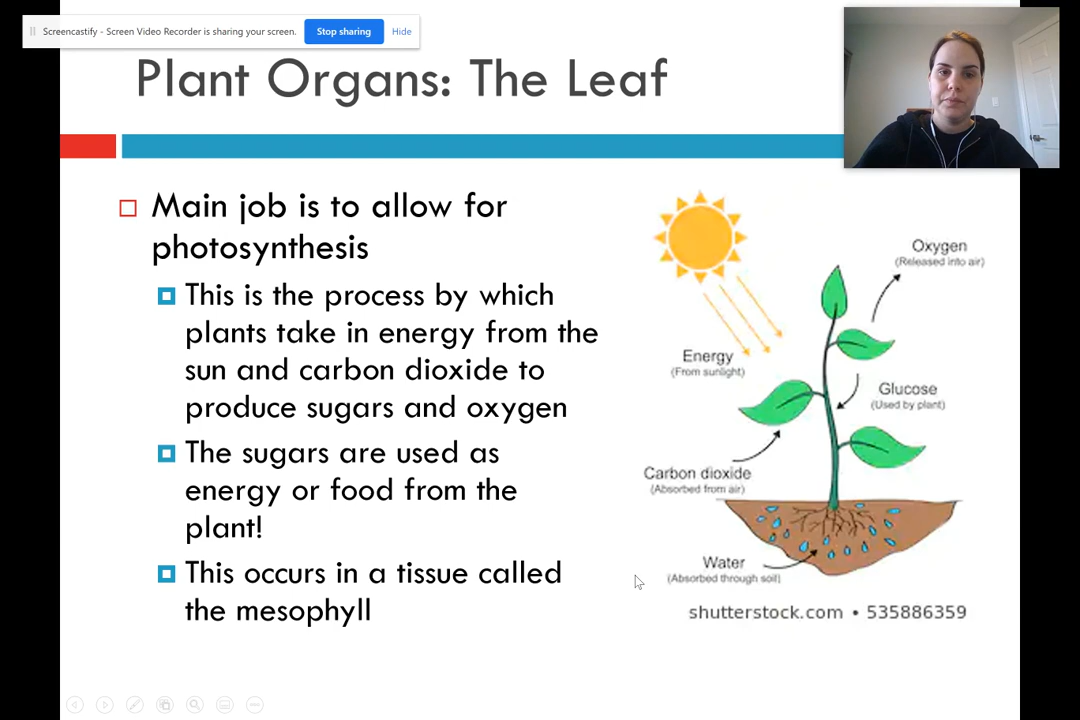 Screencastify - Screen Video Recorder is sharing your screen. Stop sharing Hide
Plant Organs: The Leaf
Main job is to allow for
photosynthesis
This is the process by which
plants take in energy from the
sun and carbon dioxide to
produce sugars and oxygen
The sugars are used as
energy or food from the
plant!
This occurs in a tissue called
the mesophyll
Oxygen
(Released into air)
Energy
(From sunlight)
Glucose
(Used by plant)
Carbon dioxide
(Absorbed from air)
Water
(Absorbed through soil)
shutterstock.com • 535886359